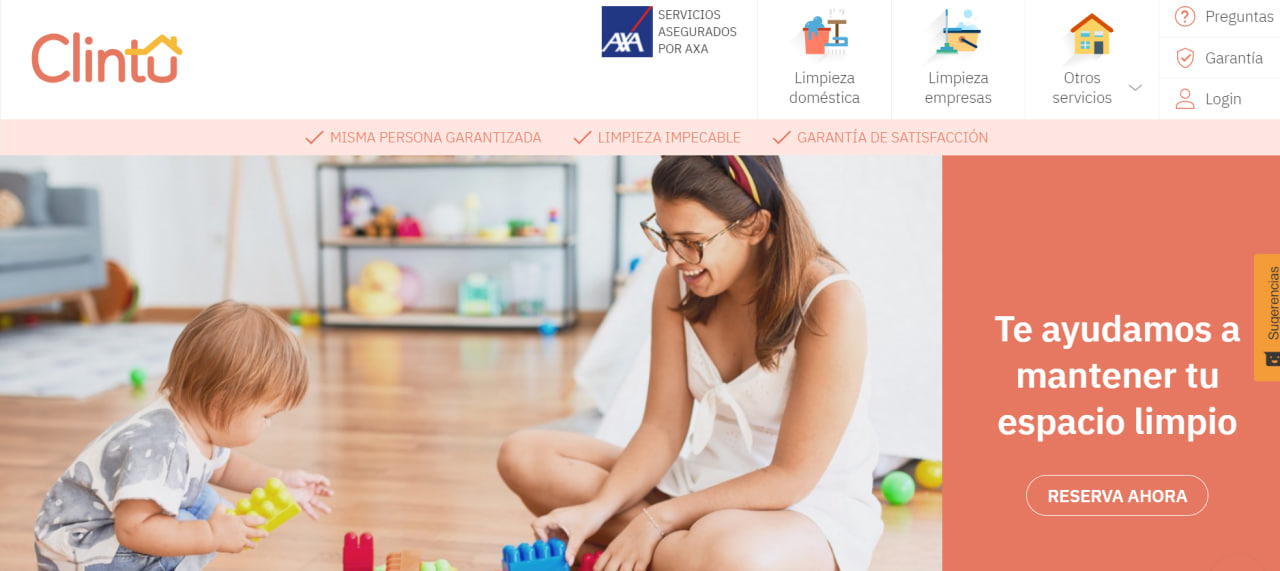 Clintu
AXA
SERVICIOS
ASEGURADOS
POR AXA
Limpieza
doméstica
Limpieza
empresas
Otros
servicios
Preguntas
Garantía
Login
MISMA PERSONA GARANTIZADA
LIMPIEZA IMPECABLE
GARANTÍA DE SATISFACCIÓN
Te ayudamos a
mantener tu
espacio limpio
RESERVA AHORA
Sugerencias